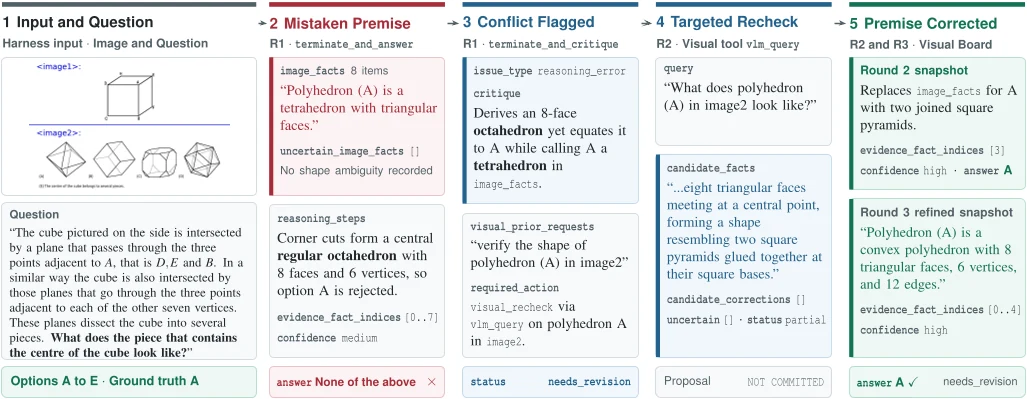 1 Input and Question
Harness input · Image and Question
<image1>:
<image2>:
(A)
(B)
(C)
(D)
(E) The centre of the cube belongs to several pieces.
Question
“The cube pictured on the side is intersected
by a plane that passes through the three
points adjacent to A, that is D, E and B. In a
similar way the cube is also intersected by
those planes that go through the three points
adjacent to each of the other seven vertices.
These planes dissect the cube into several
pieces. What does the piece that contains
the centre of the cube look like?”
Options A to E · Ground truth A
2 Mistaken Premise
R1 · terminate_and_answer
image_facts 8 items
“Polyhedron (A) is a
tetrahedron with triangular
faces.”
uncertain_image_facts []
No shape ambiguity recorded
reasoning_steps
Corner cuts form a central
regular octahedron with
8 faces and 6 vertices, so
option A is rejected.
evidence_fact_indices [0..7]
confidence medium
answer None of the above ×
3 Conflict Flagged
R1 · terminate_and_critique
issue_type reasoning_error
critique
Derives an 8-face
octahedron yet equates it
to A while calling A a
tetrahedron in
image_facts.
visual_prior_requests
“verify the shape of
polyhedron (A) in image2”
required_action
visual_recheck via
vlm_query on polyhedron A
in image2.
status needs_revision
4 Targeted Recheck
R2 · Visual tool vlm_query
query
“What does polyhedron
(A) in image2 look like?”
candidate_facts
“...eight triangular faces
meeting at a central point,
forming a shape
resembling two square
pyramids glued together at
their square bases.”
candidate_corrections []
uncertain [] · status partial
Proposal NOT COMMITTED
5 Premise Corrected
R2 and R3 · Visual Board
Round 2 snapshot
Replaces image_facts for A
with two joined square
pyramids.
evidence_fact_indices [3]
confidence high · answer A
Round 3 refined snapshot
“Polyhedron (A) is a
convex polyhedron with 8
triangular faces, 6 vertices,
and 12 edges.”
evidence_fact_indices [0..4]
confidence high
answer A ✓ needs_revision